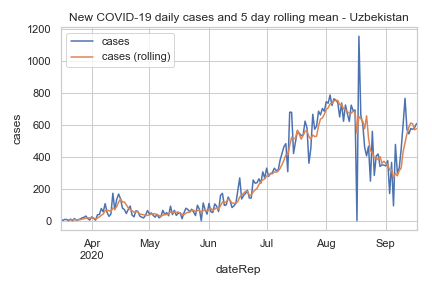 New COVID-19 daily cases and 5 day rolling mean - Uzbekistan
cases
cases (rolling)
1200
1000
800
600
400
200
0
cases
Apr May Jun Jul Aug Sep
2020
dateRep